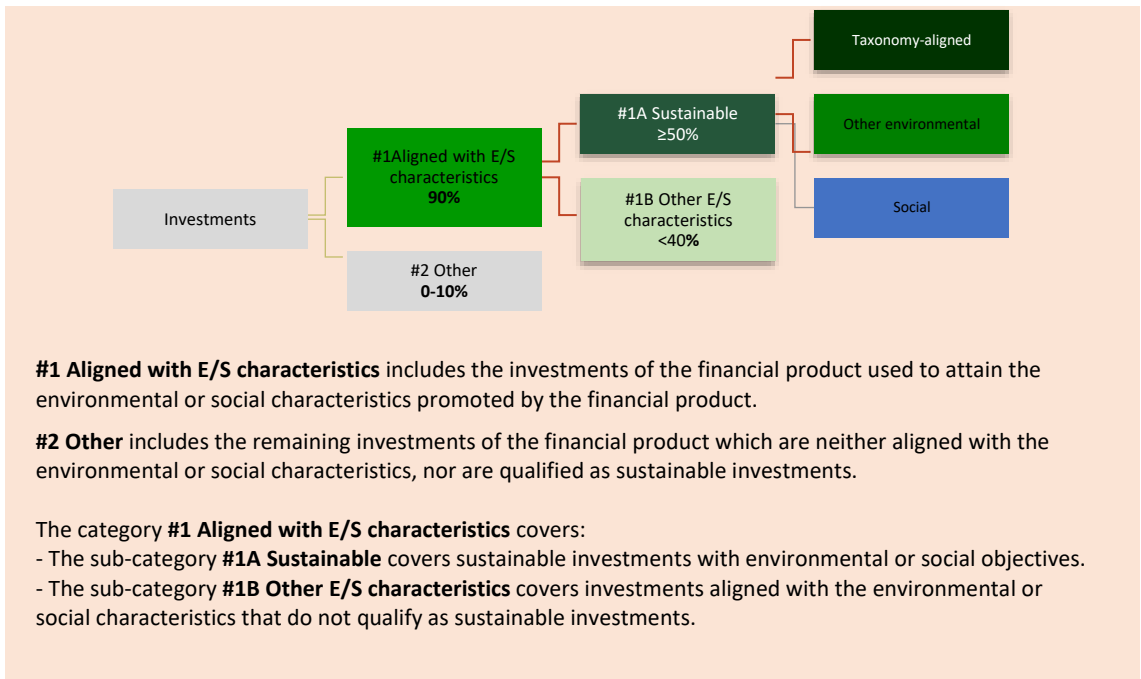 Taxonomy-aligned
#1A Sustainable
≥50%
Other environmental
#1Aligned with E/S
characteristics
90%
#1B Other E/S
characteristics
<40%
Social
Investments
#2 Other
0-10%
#1 Aligned with E/S characteristics includes the investments of the financial product used to attain the
environmental or social characteristics promoted by the financial product.
#2 Other includes the remaining investments of the financial product which are neither aligned with the
environmental or social characteristics, nor are qualified as sustainable investments.
The category #1 Aligned with E/S characteristics covers:
- The sub-category #1A Sustainable covers sustainable investments with environmental or social objectives.
- The sub-category #1B Other E/S characteristics covers investments aligned with the environmental or
social characteristics that do not qualify as sustainable investments.